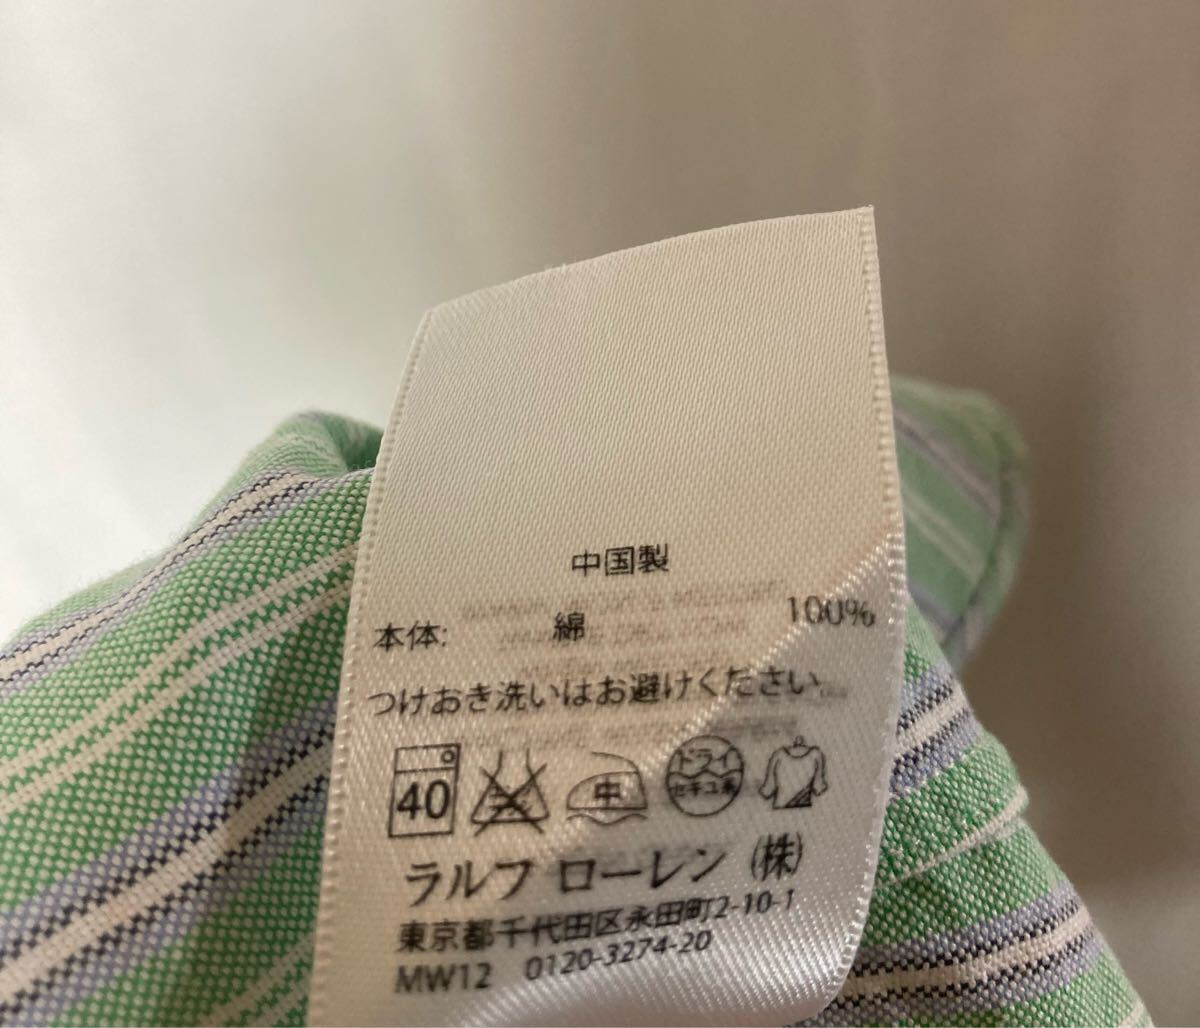 中国製
本体: 綿 100%
つけおき洗いはお避けください。
40 中 ドライ セキユ系
ラルフ ローレン (株)
東京都千代田区永田町2-10-1
MW12 0120-3274-20